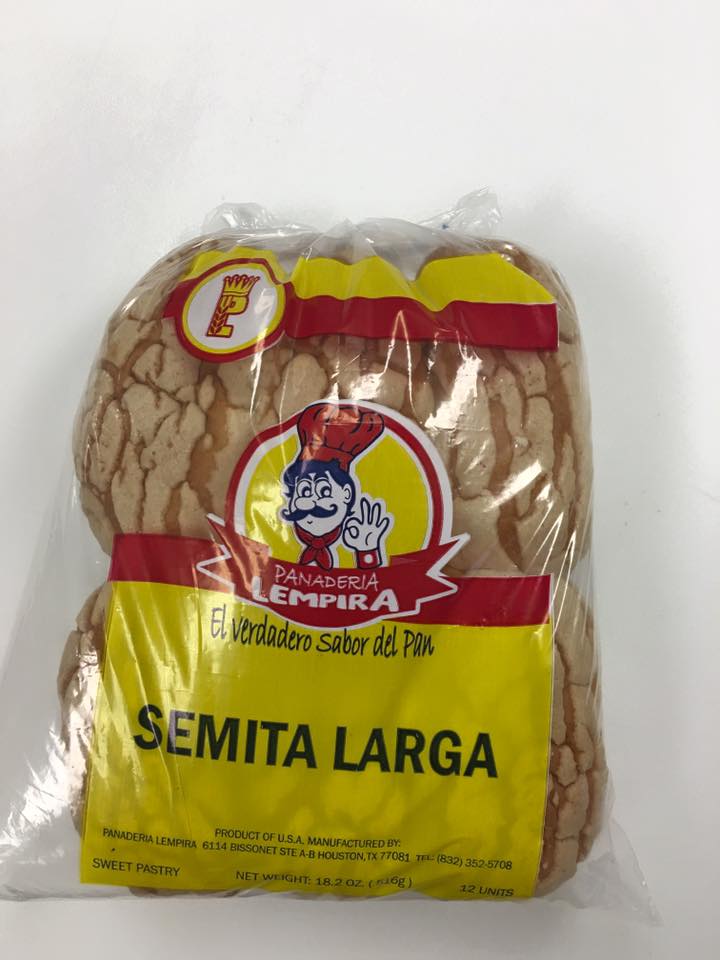 P
PANADERIA
LEMPIRA
El verdadero sabor del Pan
SEMITA LARGA
PRODUCT OF U.S.A. MANUFACTURED BY:
PANADERIA LEMPIRA 6114 BISSONET STE A-B HOUSTON,TX 77081 TEL: (832) 352-5708
SWEET PASTRY NET WEIGHT: 18.2 OZ. ( 516g ) 12 UNITS